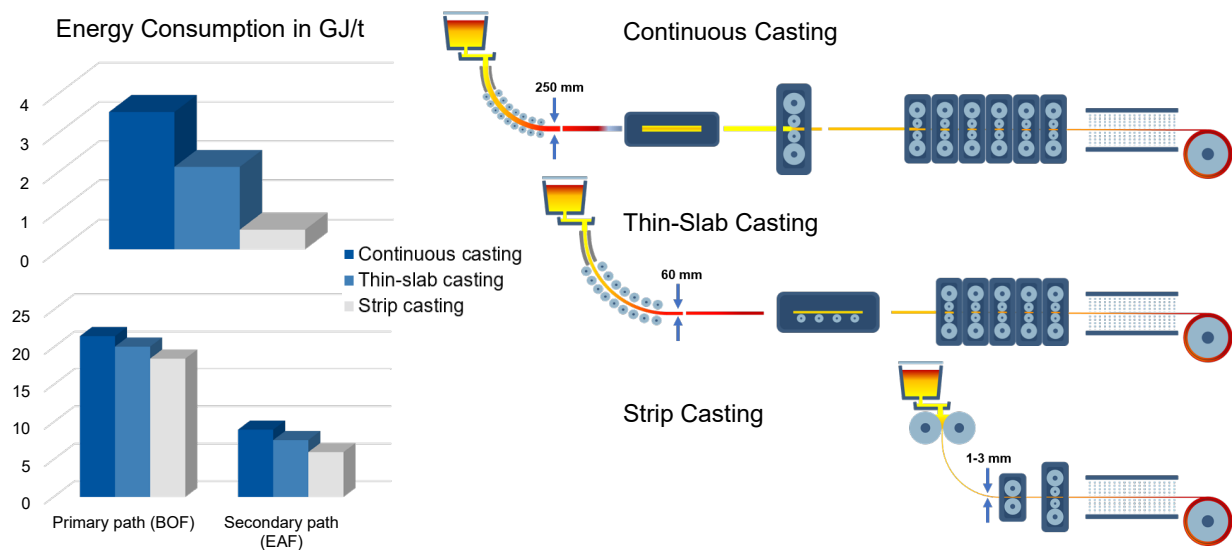 Energy Consumption in GJ/t
4
3
2
1
0
Continuous casting
Thin-slab casting
Strip casting
25
20
15
10
5
0
Primary path (BOF)
Secondary path
(EAF)
Continuous Casting
250 mm
Thin-Slab Casting
60 mm
Strip Casting
1-3 mm